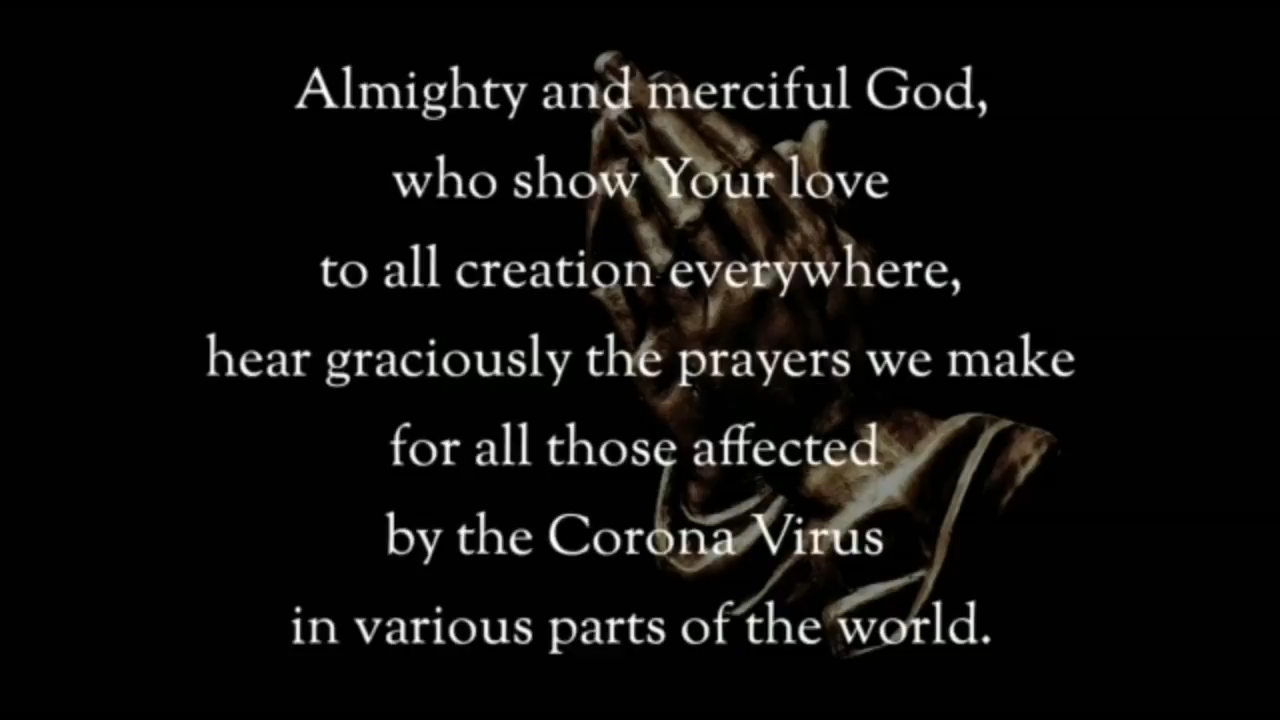 Almighty and merciful God,
who show Your love
to all creation everywhere,
hear graciously the prayers we make
for all those affected
by the Corona Virus
in various parts of the world.